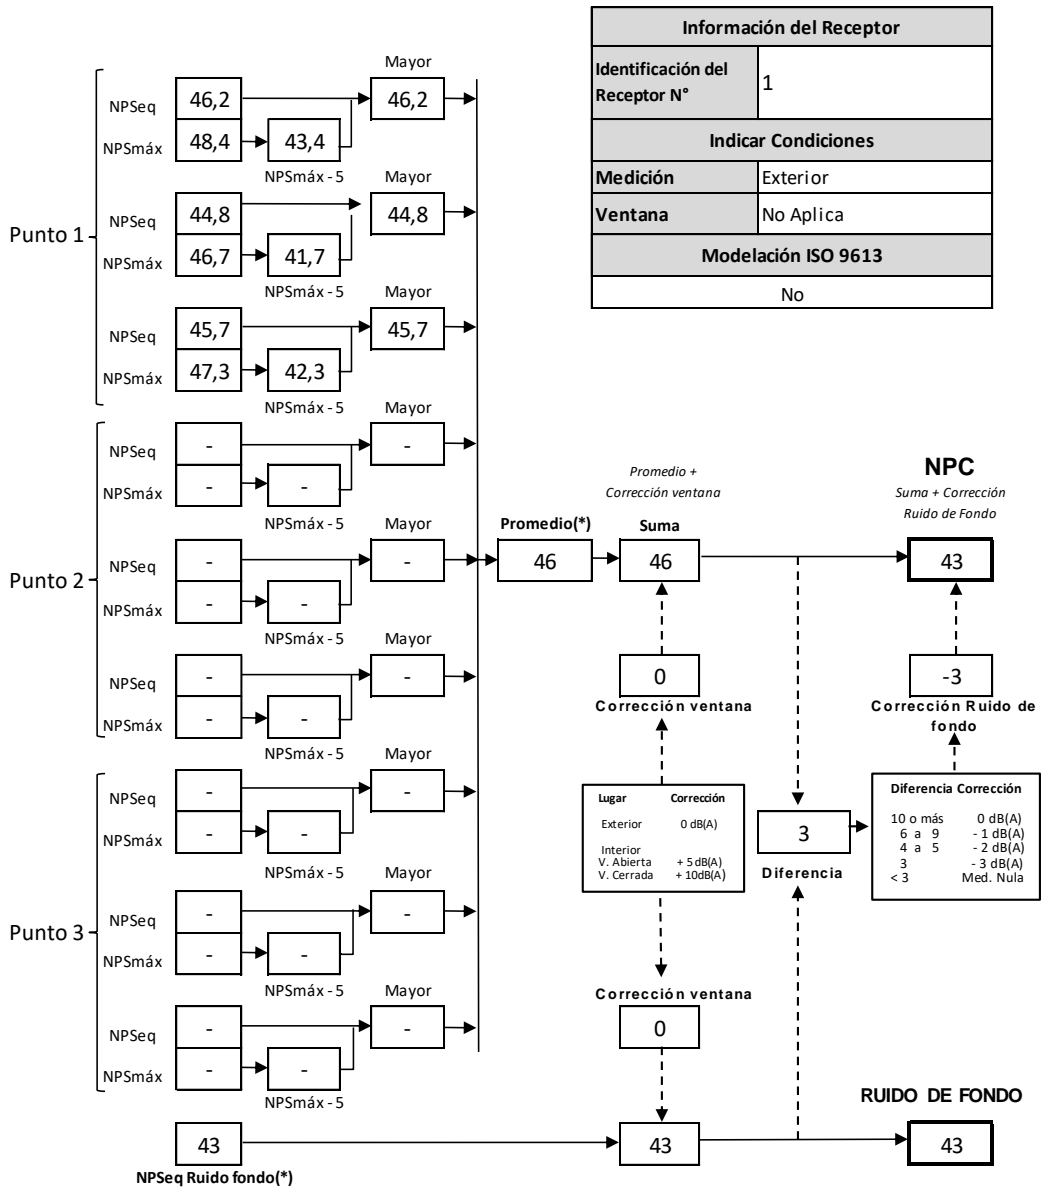 Información del Receptor
Identificación del Receptor N°
1
Indicar Condiciones
Medición
Exterior
Ventana
No Aplica
Modelación ISO 9613
No
Punto 1
Mayor
NPSeq
46,2
46,2
NPSmáx
48,4
43,4
NPSmáx - 5
Mayor
NPSeq
44,8
44,8
NPSmáx
46,7
41,7
NPSmáx - 5
Mayor
NPSeq
45,7
45,7
NPSmáx
47,3
42,3
NPSmáx - 5
Punto 2
Mayor
NPSeq
-
-
NPSmáx
-
-
NPSmáx - 5
Mayor
NPSeq
-
-
NPSmáx
-
-
NPSmáx - 5
Mayor
NPSeq
-
-
NPSmáx
-
-
NPSmáx - 5
Punto 3
Mayor
NPSeq
-
-
NPSmáx
-
-
NPSmáx - 5
Mayor
NPSeq
-
-
NPSmáx
-
-
NPSmáx - 5
Mayor
NPSeq
-
-
NPSmáx
-
-
NPSmáx - 5
43
NPSeq Ruido fondo(*)
Promedio(*)
46
Promedio +
Corrección ventana
Suma
46
0
Corrección ventana
Lugar Corrección
Exterior 0 dB(A)
Interior
V. Abierta + 5 dB(A)
V. Cerrada + 10dB(A)
Corrección ventana
0
43
3
Diferencia
NPC
Suma + Corrección
Ruido de Fondo
43
-3
Corrección Ruido de
fondo
Diferencia Corrección
10 o más 0 dB(A)
6 a 9 - 1 dB(A)
4 a 5 - 2 dB(A)
3 - 3 dB(A)
< 3 Med. Nula
RUIDO DE FONDO
43